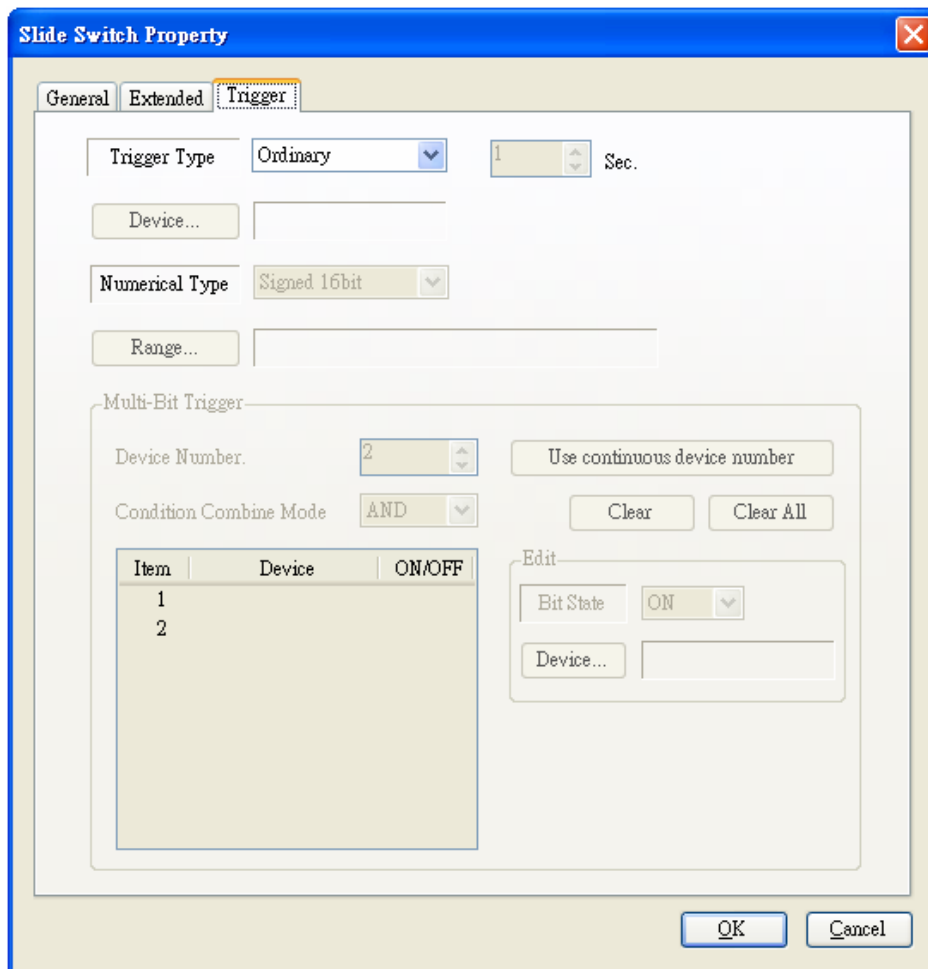 Slide Switch Property
General Extended Trigger
Trigger Type Ordinary 1 Sec.
Device...
Numerical Type Signed 16bit
Range...
Multi-Bit Trigger
Device Number. 2 Use continuous device number
Condition Combine Mode AND Clear Clear All
Item Device ON/OFF
1
2
Edit
Bit State ON
Device...
OK Cancel